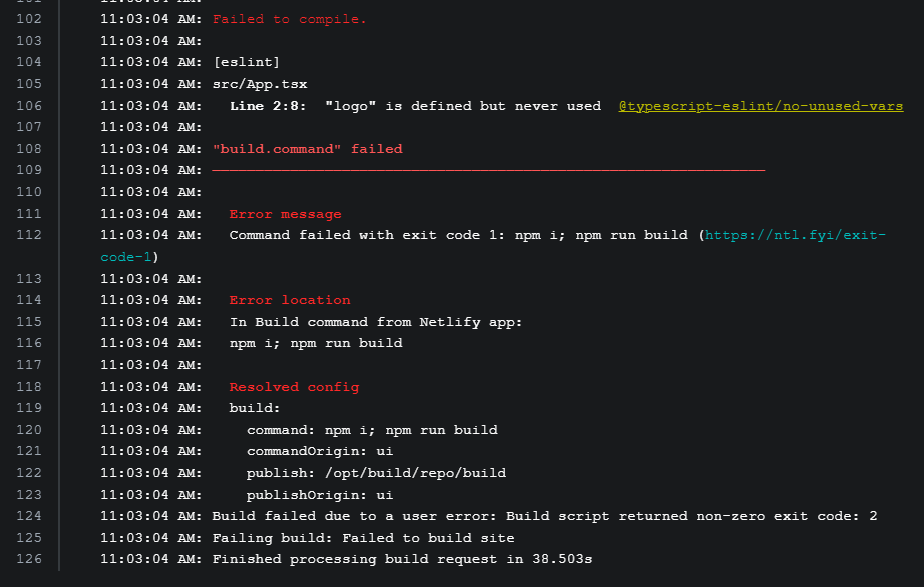 102 11:03:04 AM: Failed to compile.
103 11:03:04 AM:
104 11:03:04 AM: [eslint]
105 11:03:04 AM: src/App.tsx
106 11:03:04 AM:   Line 2:8:  "logo" is defined but never used  @typescript-eslint/no-unused-vars
107 11:03:04 AM:
108 11:03:04 AM: "build.command" failed
109 11:03:04 AM: ────────────────────────────────────────────────────────────────
110 11:03:04 AM:
111 11:03:04 AM:   Error message
112 11:03:04 AM:   Command failed with exit code 1: npm i; npm run build (https://ntl.fyi/exit-
code-1)
113 11:03:04 AM:
114 11:03:04 AM:   Error location
115 11:03:04 AM:   In Build command from Netlify app:
116 11:03:04 AM:   npm i; npm run build
117 11:03:04 AM:
118 11:03:04 AM:   Resolved config
119 11:03:04 AM:   build:
120 11:03:04 AM:     command: npm i; npm run build
121 11:03:04 AM:     commandOrigin: ui
122 11:03:04 AM:     publish: /opt/build/repo/build
123 11:03:04 AM:     publishOrigin: ui
124 11:03:04 AM: Build failed due to a user error: Build script returned non-zero exit code: 2
125 11:03:04 AM: Failing build: Failed to build site
126 11:03:04 AM: Finished processing build request in 38.503s